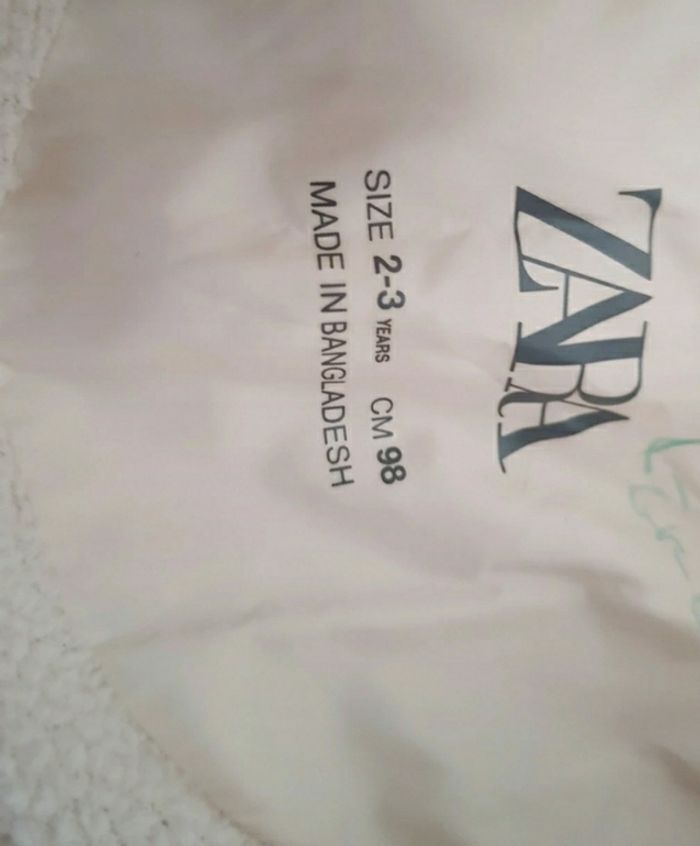 ZARA
SIZE 2-3 YEARS CM 98
MADE IN BANGLADESH